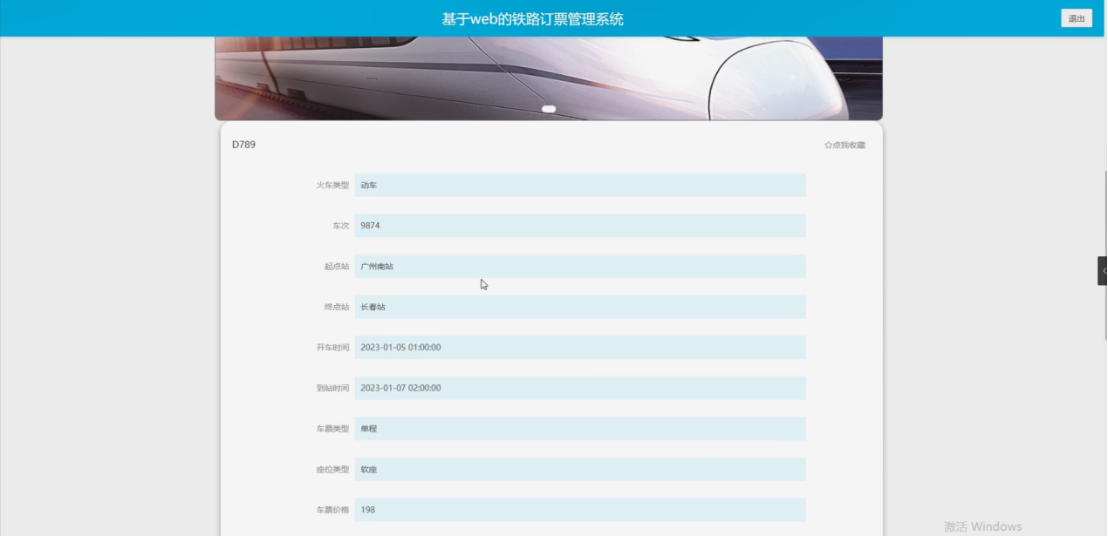 基于web的铁路订票管理系统
退出
D789
☆点我收藏
火车类型 动车
车次 9874
起点站 广州南站
终点站 长春站
开车时间 2023-01-05 01:00:00
到站时间 2023-01-07 02:00:00
车票类型 单程
座位类型 软座
车票价格 198
激活 Windows